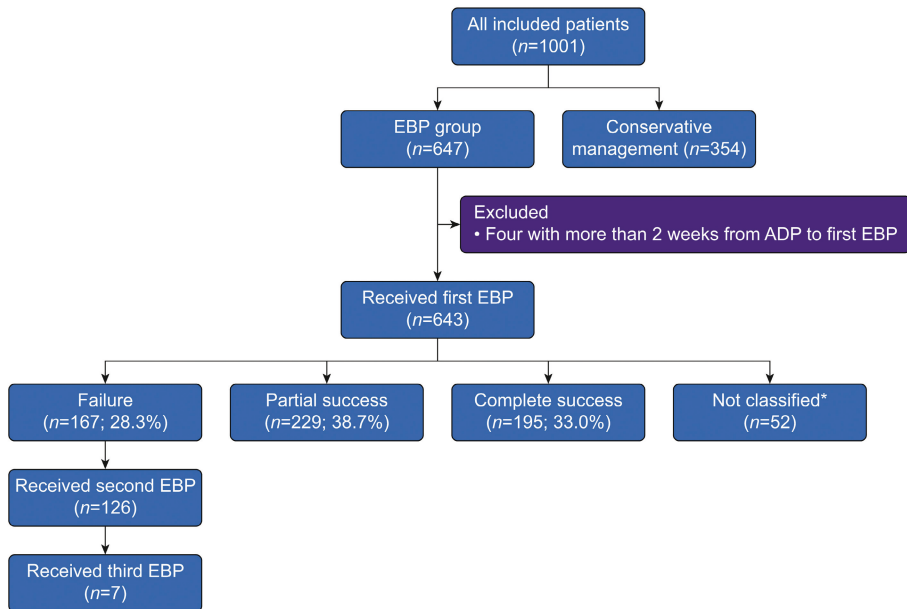 All included patients
(n=1001)
EBP group
(n=647)
Conservative
management (n=354)
Excluded
• Four with more than 2 weeks from ADP to first EBP
Received first EBP
(n=643)
Failure
(n=167; 28.3%)
Partial success
(n=229; 38.7%)
Complete success
(n=195; 33.0%)
Not classified*
(n=52)
Received second EBP
(n=126)
Received third EBP
(n=7)